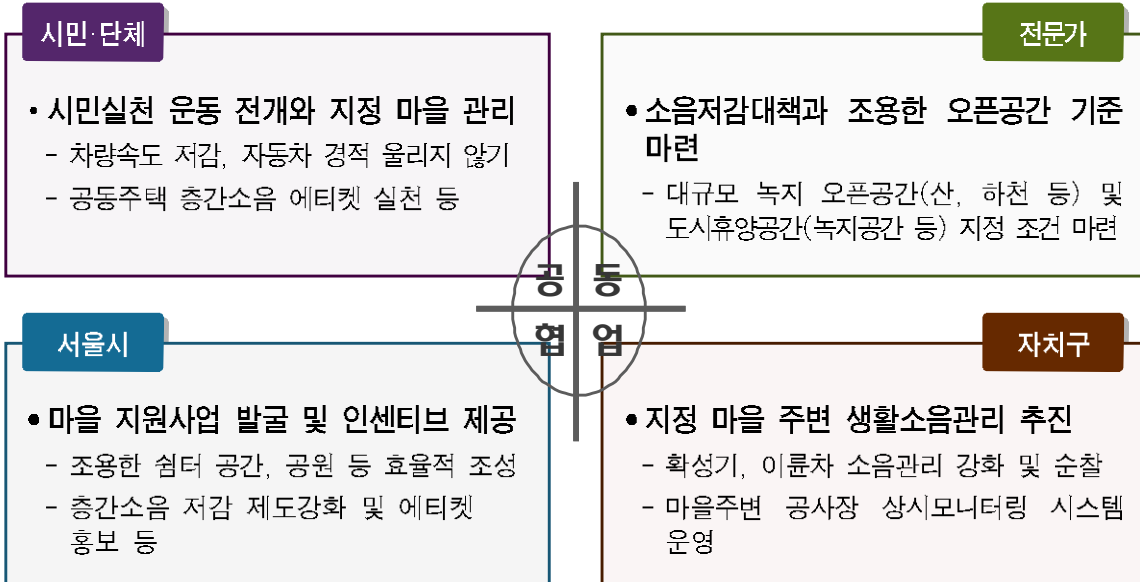 시민·단체
• 시민실천 운동 전개와 지정 마을 관리
- 차량속도 저감, 자동차 경적 울리지 않기
- 공동주택 층간소음 에티켓 실천 등
전문가
• 소음저감대책과 조용한 오픈공간 기준
마련
- 대규모 녹지 오픈공간(산, 하천 등) 및
도시휴양공간(녹지공간 등) 지정 조건 마련
공 동
협 업
서울시
• 마을 지원사업 발굴 및 인센티브 제공
- 조용한 쉼터 공간, 공원 등 효율적 조성
- 층간소음 저감 제도강화 및 에티켓
홍보 등
자치구
• 지정 마을 주변 생활소음관리 추진
- 확성기, 이륜차 소음관리 강화 및 순찰
- 마을주변 공사장 상시모니터링 시스템
운영